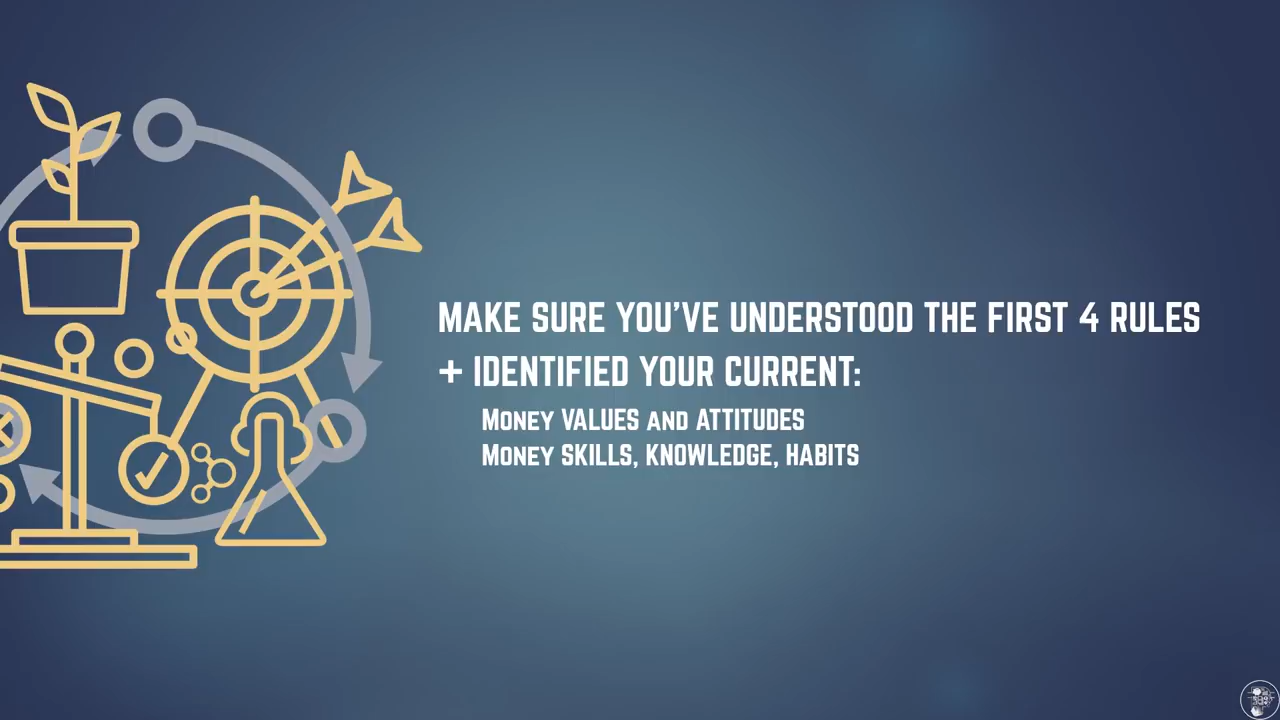 MAKE SURE YOU'VE UNDERSTOOD THE FIRST 4 RULES
+ IDENTIFIED YOUR CURRENT:
Money VALUES AND ATTITUDES
Money SKILLS, KNOWLEDGE, HABITS